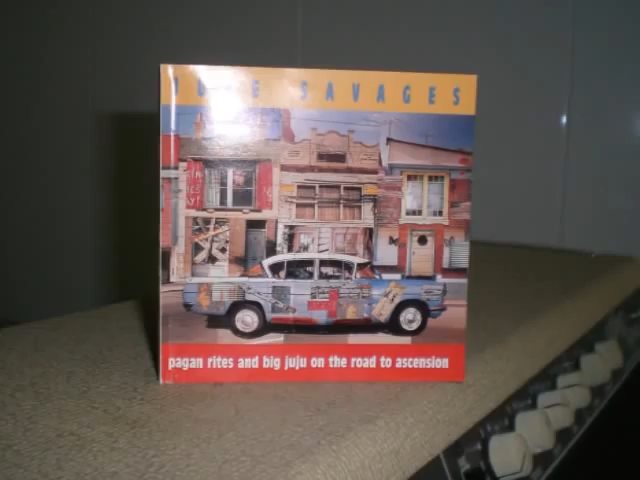 SAVAGES
pagan rites and big juju on the road to ascension